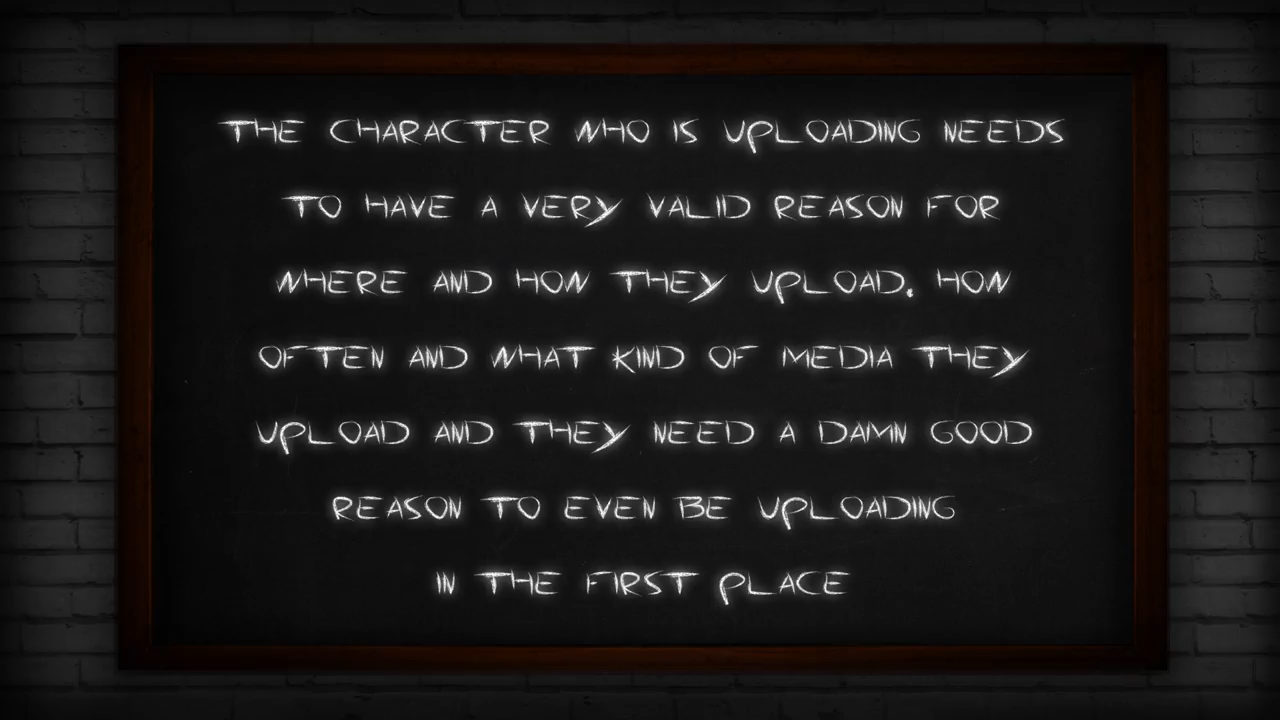 THE CHARACTER WHO IS UPLOADING NEEDS
TO HAVE A VERY VALID REASON FOR
WHERE AND HOW THEY UPLOAD. HOW
OFTEN AND WHAT KIND OF MEDIA THEY
UPLOAD AND THEY NEED A DAMN GOOD
REASON TO EVEN BE UPLOADING
IN THE FIRST PLACE